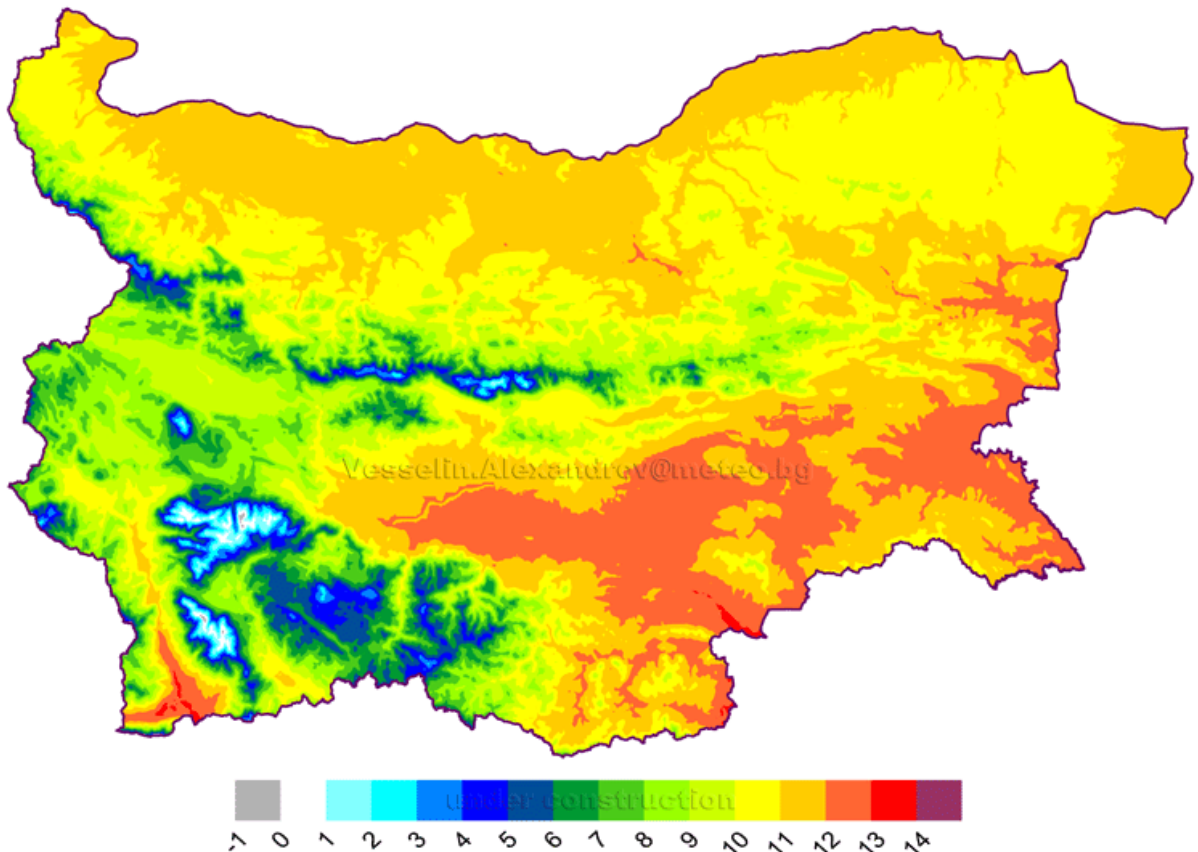 Vesselin.Alexandrov@meteo.bg
under construction
-1 0 1 2 3 4 5 6 7 8 9 10 11 12 13 14